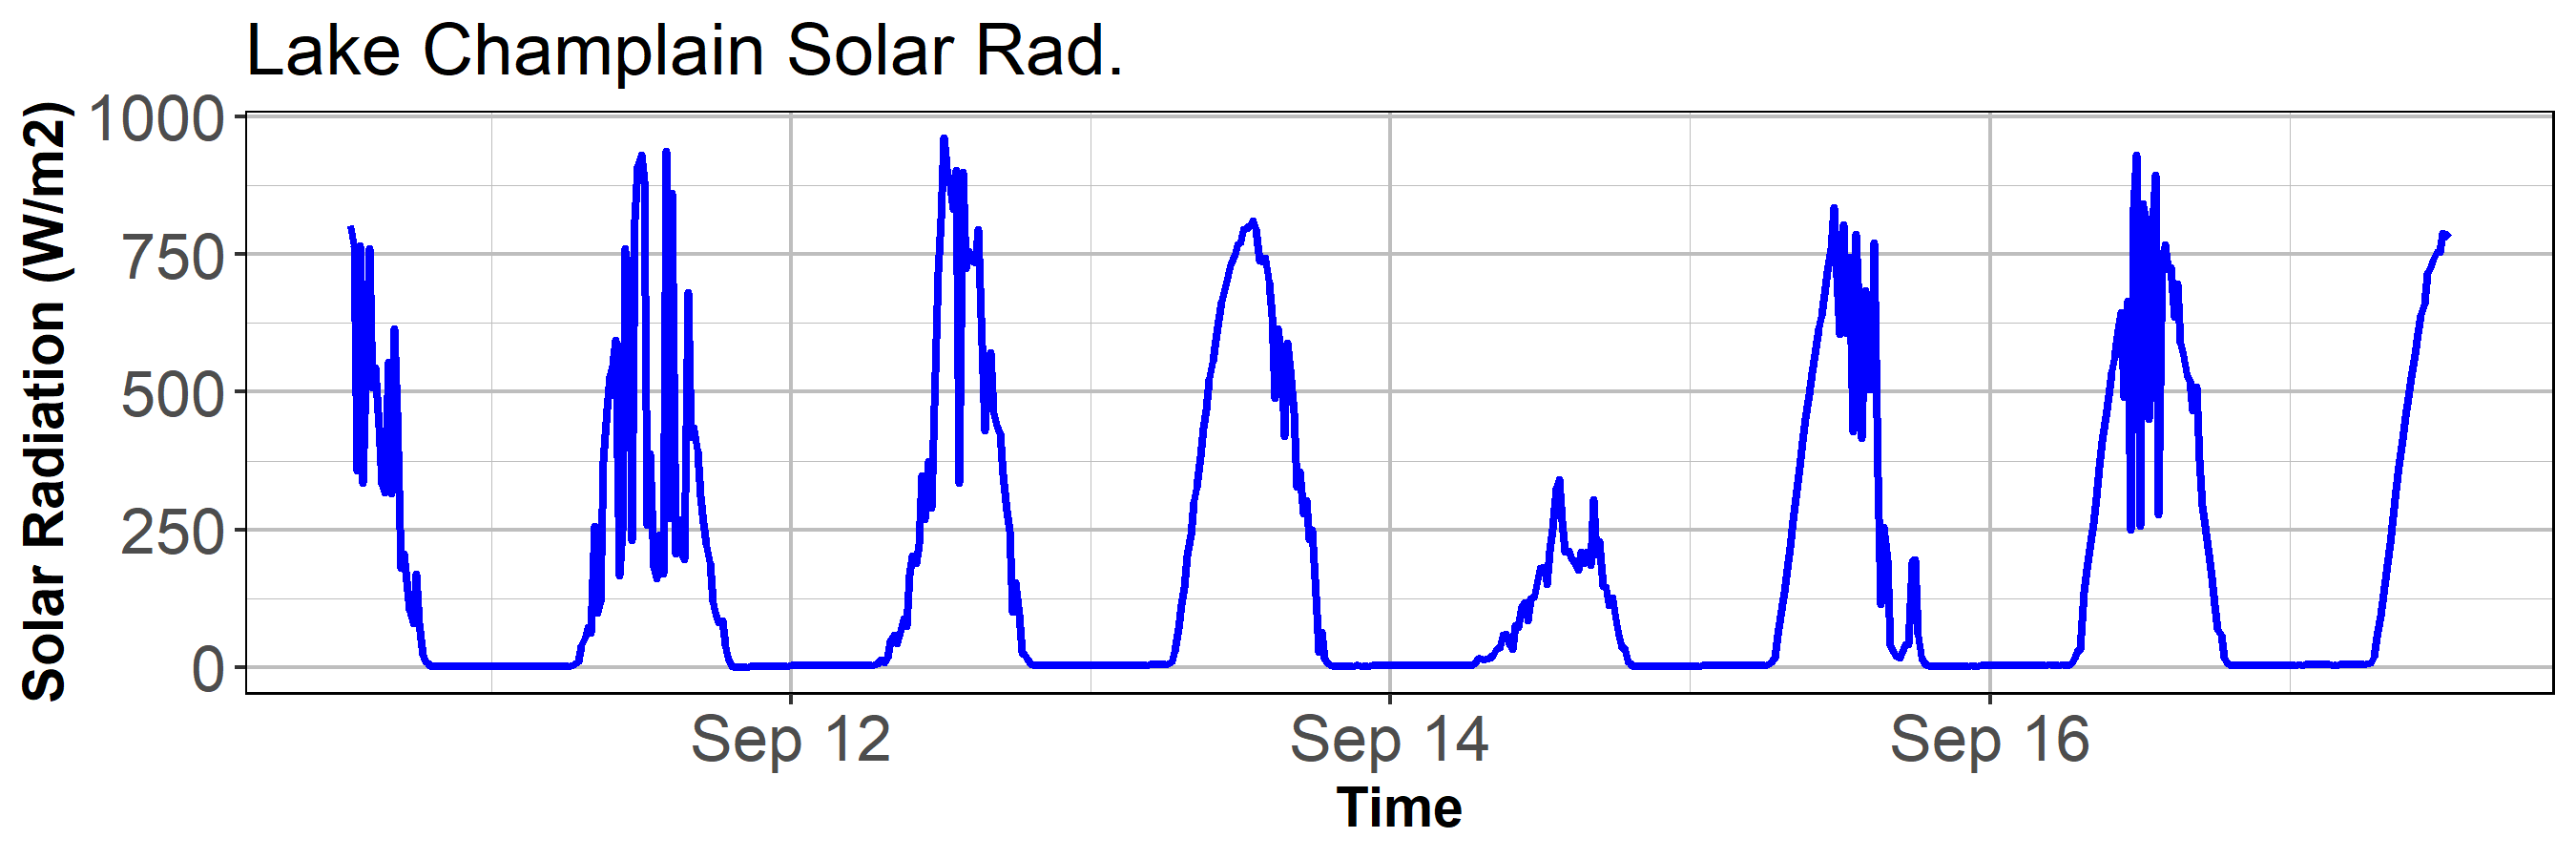 Lake Champlain Solar Rad.
Solar Radiation (W/m2)
1000
750
500
250
0
Sep 12
Sep 14
Sep 16
Time